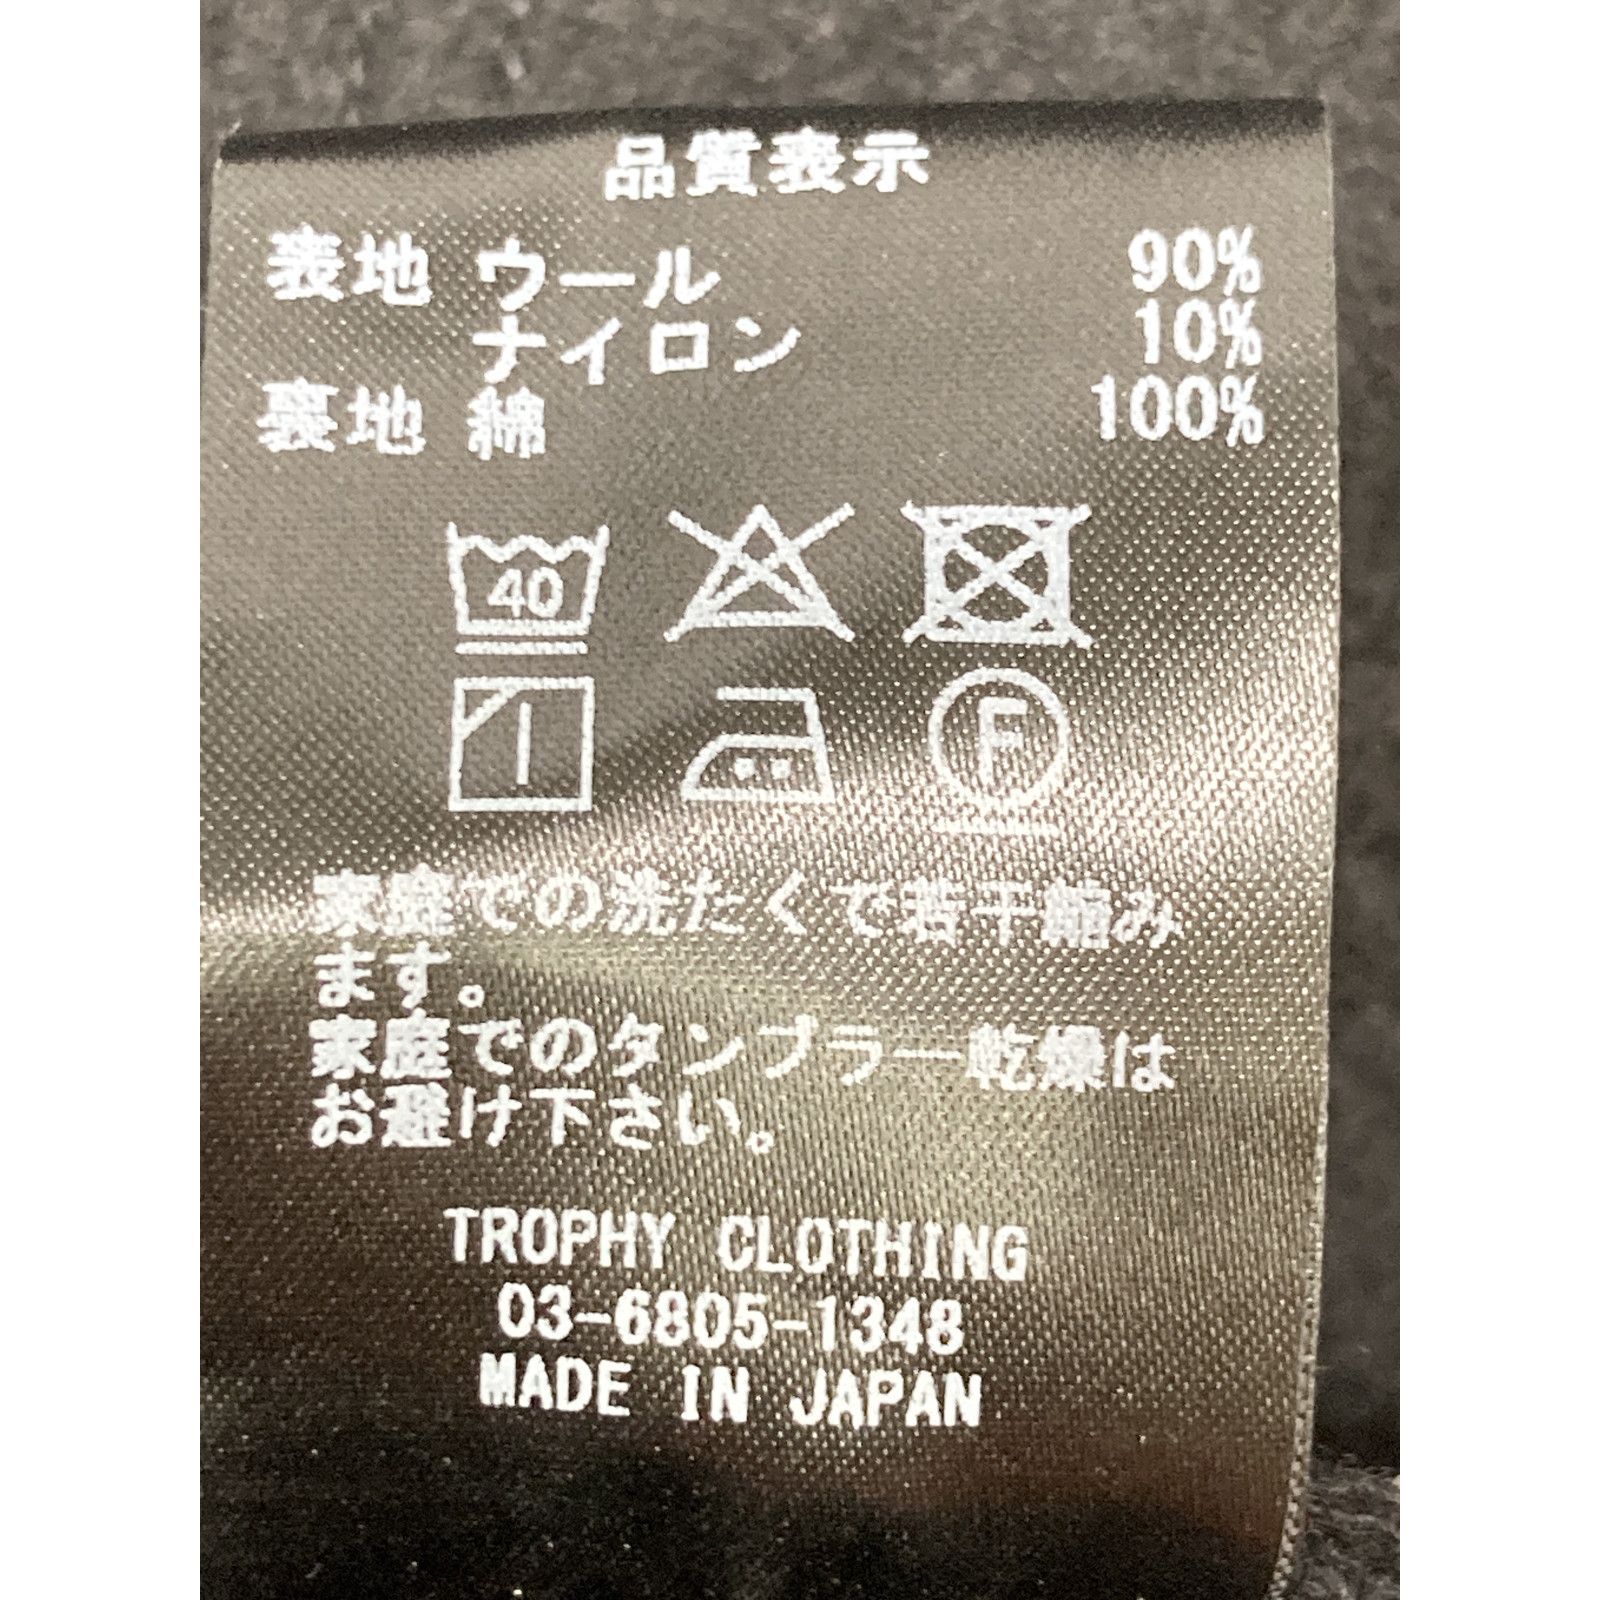 品質表示
表地 ウール 90%
ナイロン 10%
裏地 綿 100%
40
F
家庭での洗たくで若干縮み
ます。
家庭でのタンブラー乾燥は
お避け下さい。
TROPHY CLOTHING
03-6805-1348
MADE IN JAPAN